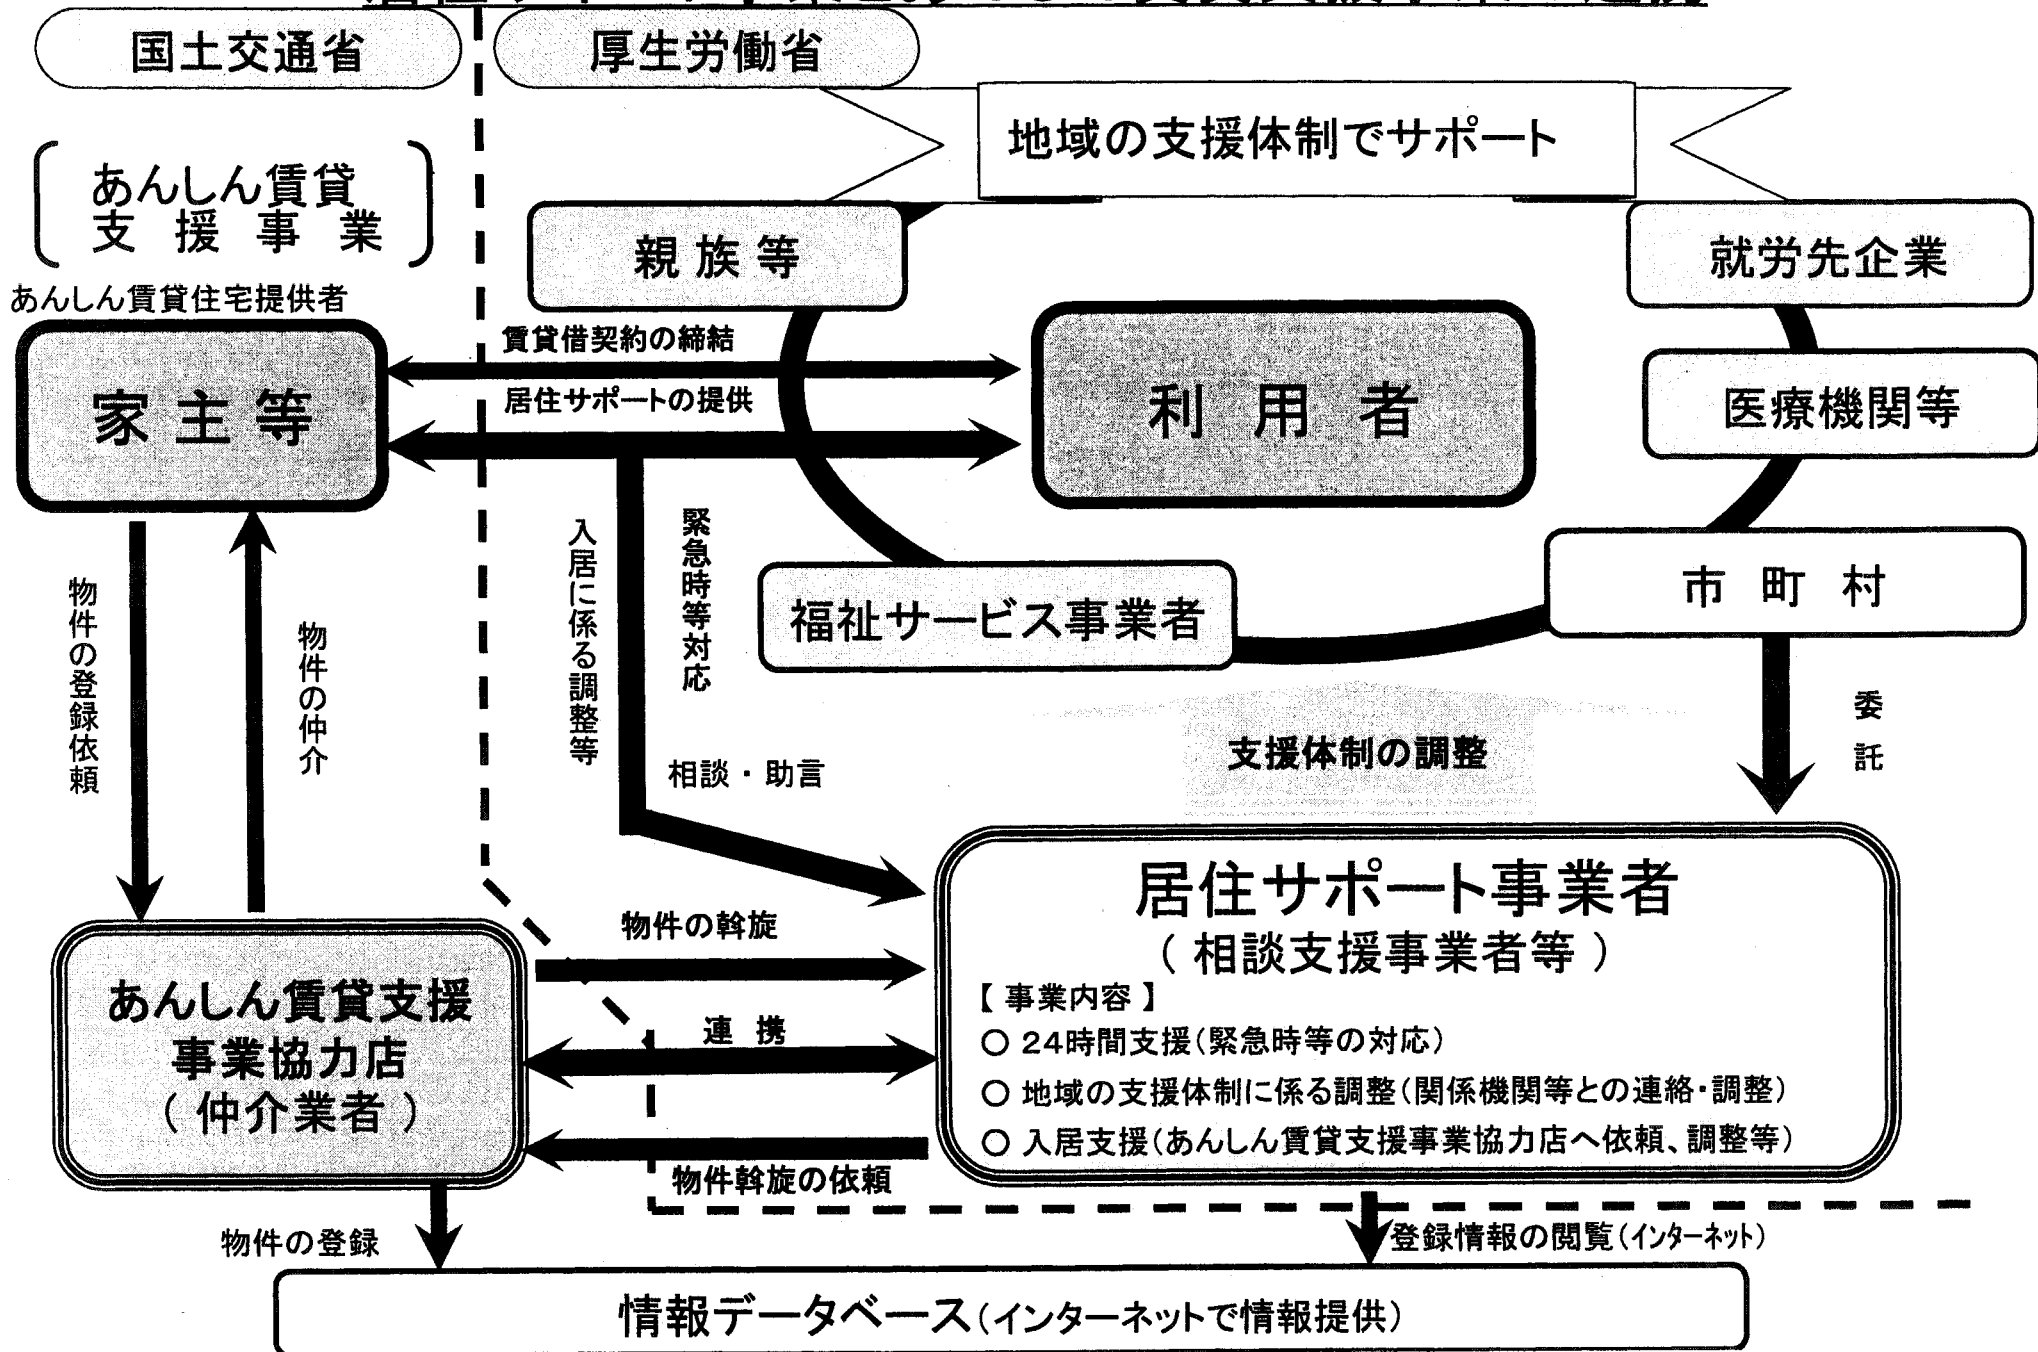 国土交通省
厚生労働省
地域の支援体制でサポート
あんしん賃貸
支援事業
あんしん賃貸住宅提供者
親族等
就労先企業
賃貸借契約の締結
家主等
利用者
医療機関等
居住サポートの提供
物件の登録依頼
物件の仲介
入居に係る調整等
緊急時等対応
福祉サービス事業者
市町村
相談・助言
支援体制の調整
委託
居住サポート事業者
（相談支援事業者等）
【事業内容】
○ 24時間支援（緊急時等の対応）
○ 地域の支援体制に係る調整（関係機関等との連絡・調整）
○ 入居支援（あんしん賃貸支援事業協力店へ依頼、調整等）
物件の斡旋
連携
物件斡旋の依頼
あんしん賃貸支援
事業協力店
（仲介業者）
物件の登録
登録情報の閲覧（インターネット）
情報データベース（インターネットで情報提供）